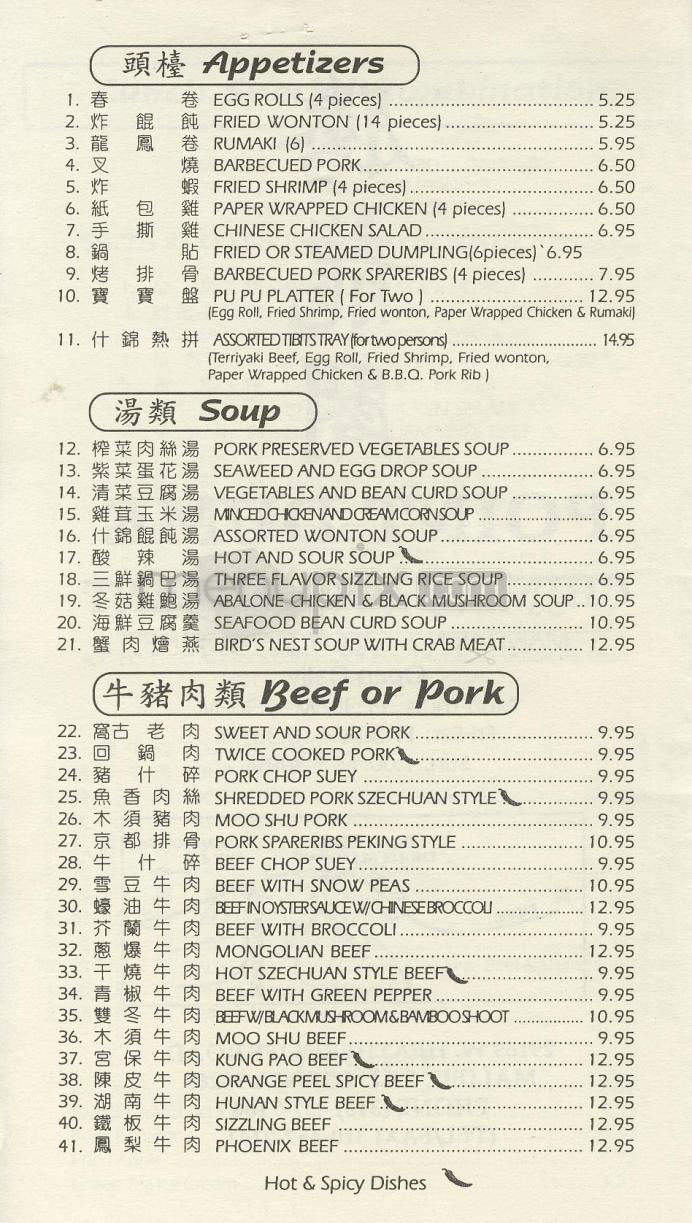 頭檯 Appetizers
1. 春卷 EGG ROLLS (4 pieces) 5.25
2. 炸餛飩 FRIED WONTON (14 pieces) 5.25
3. 龍鳳卷 RUMAKI (6) 5.95
4. 叉燒 BARBECUED PORK 6.50
5. 炸蝦 FRIED SHRIMP (4 pieces) 6.50
6. 紙包雞 PAPER WRAPPED CHICKEN (4 pieces) 6.50
7. 手撕雞 CHINESE CHICKEN SALAD 6.95
8. 鍋貼 FRIED OR STEAMED DUMPLING(6pieces) `6.95
9. 烤排骨 BARBECUED PORK SPARERIBS (4 pieces) 7.95
10. 寶寶盤 PU PU PLATTER ( For Two ) 12.95
(Egg Roll, Fried Shrimp, Fried wonton, Paper Wrapped Chicken & Rumaki)
11. 什錦熱拼 ASSORTED TIBITS TRAY (for two persons) 14.95
(Terriyaki Beef, Egg Roll, Fried Shrimp, Fried wonton,
Paper Wrapped Chicken & B.B.Q. Pork Rib )
湯類 Soup
12. 榨菜肉絲湯 PORK PRESERVED VEGETABLES SOUP 6.95
13. 紫菜蛋花湯 SEAWEED AND EGG DROP SOUP 6.95
14. 清菜豆腐湯 VEGETABLES AND BEAN CURD SOUP 6.95
15. 雞茸玉米湯 MINCED CHICKEN AND CREAM CORN SOUP 6.95
16. 什錦餛飩湯 ASSORTED WONTON SOUP 6.95
17. 酸辣湯 HOT AND SOUR SOUP 6.95
18. 三鮮鍋巴湯 THREE FLAVOR SIZZLING RICE SOUP 6.95
19. 冬菇雞鮑湯 ABALONE CHICKEN & BLACK MUSHROOM SOUP 10.95
20. 海鮮豆腐羹 SEAFOOD BEAN CURD SOUP 10.95
21. 蟹肉燴燕 BIRD'S NEST SOUP WITH CRAB MEAT 12.95
牛豬肉類 Beef or Pork
22. 窩古老肉 SWEET AND SOUR PORK 9.95
23. 回鍋肉 TWICE COOKED PORK 9.95
24. 豬什碎 PORK CHOP SUEY 9.95
25. 魚香肉絲 SHREDDED PORK SZECHUAN STYLE 9.95
26. 木須豬肉 MOO SHU PORK 9.95
27. 京都排骨 PORK SPARERIBS PEKING STYLE 10.95
28. 牛什碎 BEEF CHOP SUEY 9.95
29. 雪豆牛肉 BEEF WITH SNOW PEAS 10.95
30. 蠔油牛肉 BEEF IN OYSTER SAUCE W/ CHINESE BROCCOLI 12.95
31. 芥蘭牛肉 BEEF WITH BROCCOLI 9.95
32. 蔥爆牛肉 MONGOLIAN BEEF 12.95
33. 干燒牛肉 HOT SZECHUAN STYLE BEEF 9.95
34. 青椒牛肉 BEEF WITH GREEN PEPPER 9.95
35. 雙冬牛肉 BEEF W/ BLACK MUSHROOM & BAMBOO SHOOT 10.95
36. 木須牛肉 MOO SHU BEEF 9.95
37. 宮保牛肉 KUNG PAO BEEF 12.95
38. 陳皮牛肉 ORANGE PEEL SPICY BEEF 12.95
39. 湖南牛肉 HUNAN STYLE BEEF 12.95
40. 鐵板牛肉 SIZZLING BEEF 12.95
41. 鳳梨牛肉 PHOENIX BEEF 12.95
Hot & Spicy Dishes